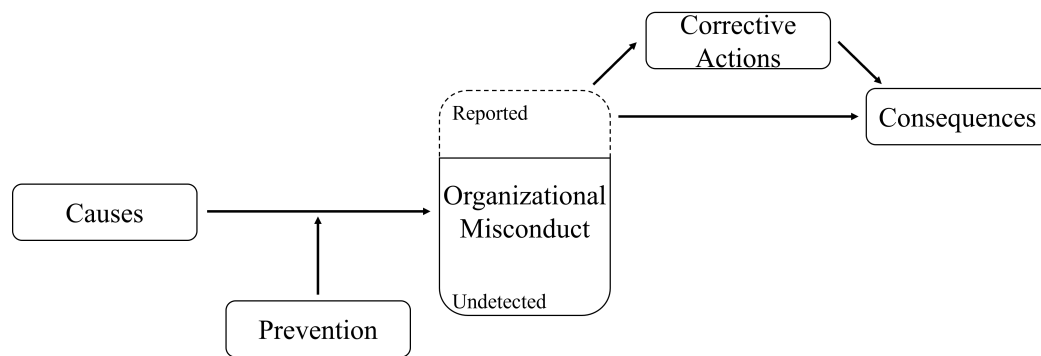 Corrective
Actions
Reported
Consequences
Organizational
Misconduct
Causes
Undetected
Prevention